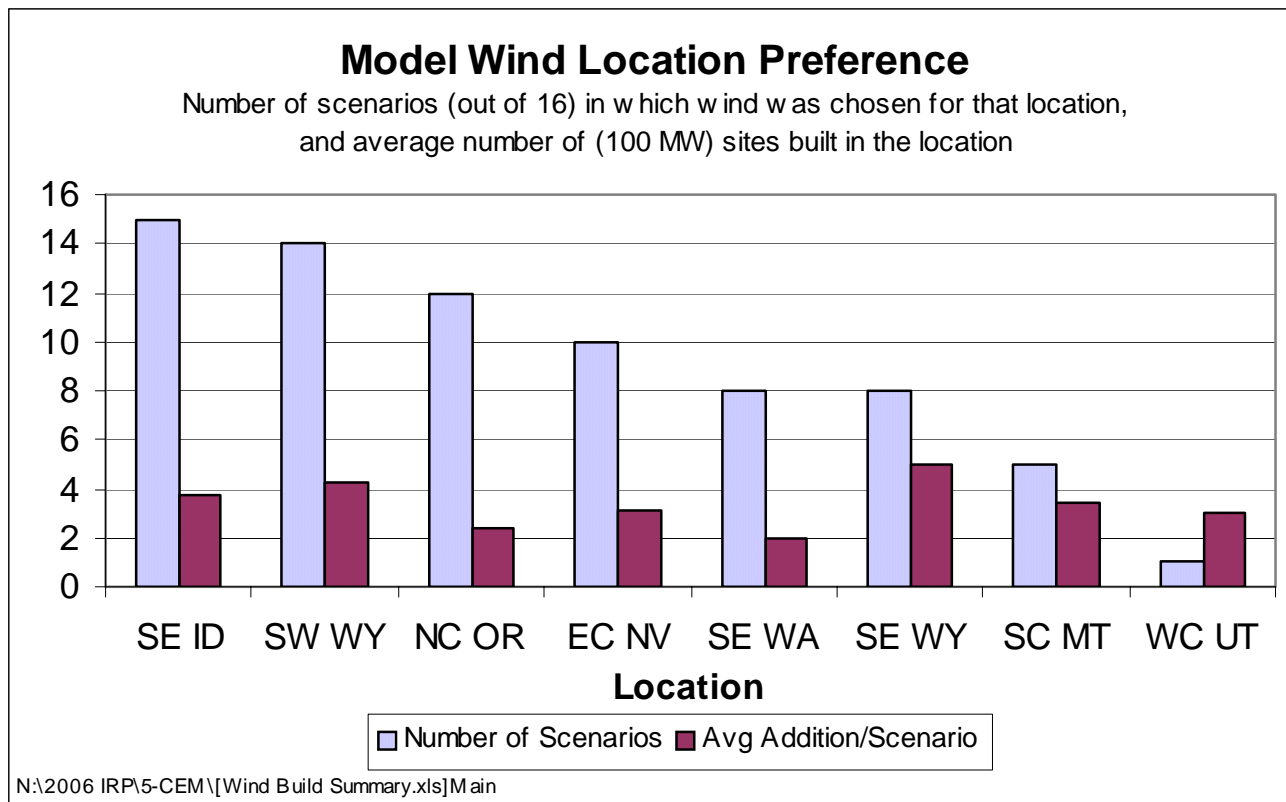 Model Wind Location Preference
Number of scenarios (out of 16) in which wind was chosen for that location,
and average number of (100 MW) sites built in the location
16
14
12
10
8
6
4
2
0
SE ID SW WY NC OR EC NV SE WA SE WY SC MT WC UT
Location
Number of Scenarios Avg Addition/Scenario
N:\2006 IRP\5-CEM\[Wind Build Summary.xls]Main